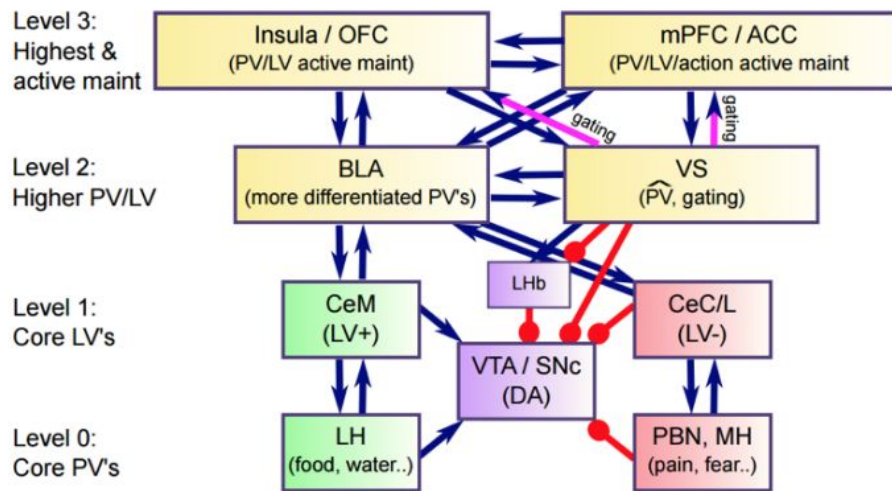 Level 3:
Highest &
active maint
Insula / OFC
(PV/LV active maint)
mPFC / ACC
(PV/LV/action active maint
gating
gating
Level 2:
Higher PV/LV
BLA
(more differentiated PV's)
VS
(P̂V, gating)
LHb
Level 1:
Core LV's
CeM
(LV+)
CeC/L
(LV-)
VTA / SNc
(DA)
Level 0:
Core PV's
LH
(food, water..)
PBN, MH
(pain, fear..)